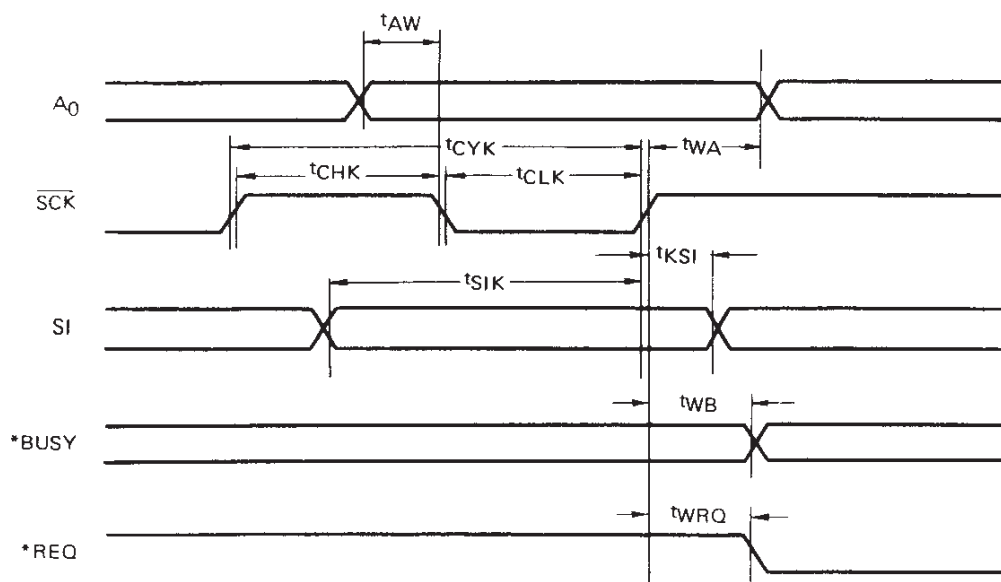 tAW
A0
tCYK
tWA
tCHK
tCLK
SCK
tKSI
tSIK
SI
tWB
*BUSY
tWRQ
*REQ